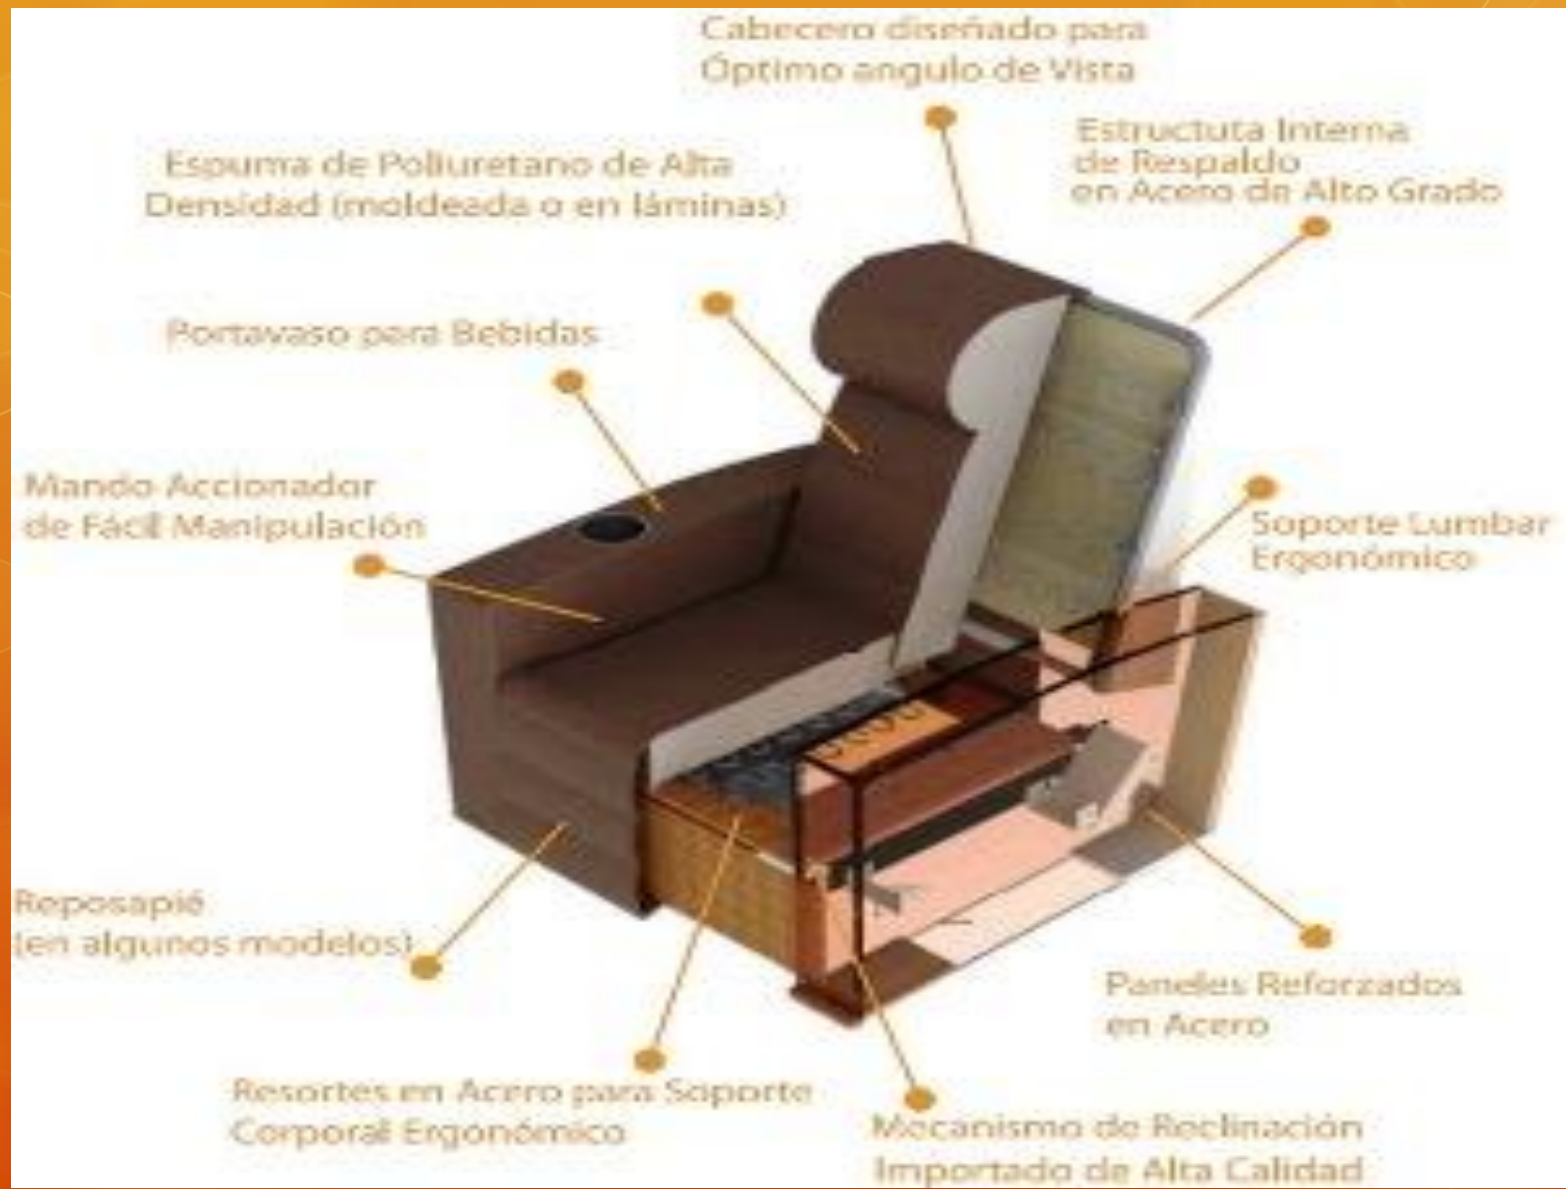 Cabecero diseñado para
Óptimo angulo de Vista
Estructuta Interna
de Respaldo
en Acero de Alto Grado
Espuma de Poliuretano de Alta
Densidad (moldeada o en láminas)
Portavaso para Bebidas
Mando Accionador
de Fácil Manipulación
Soporte Lumbar
Ergonómico
Reposapié
(en algunos modelos)
Paneles Reforzados
en Acero
Resortes en Acero para Soporte
Corporal Ergonómico
Mecanismo de Reclinación
Importado de Alta Calidad